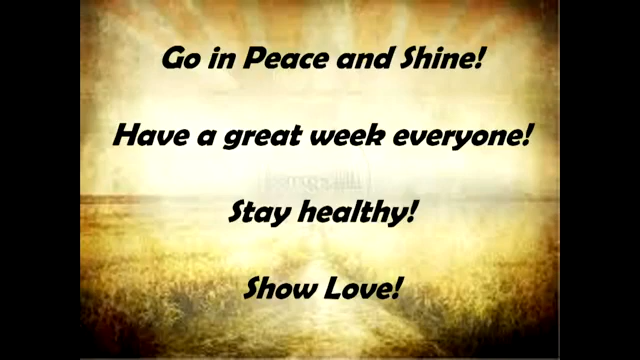 Go in Peace and Shine!
Have a great week everyone!
Stay healthy!
Show Love!